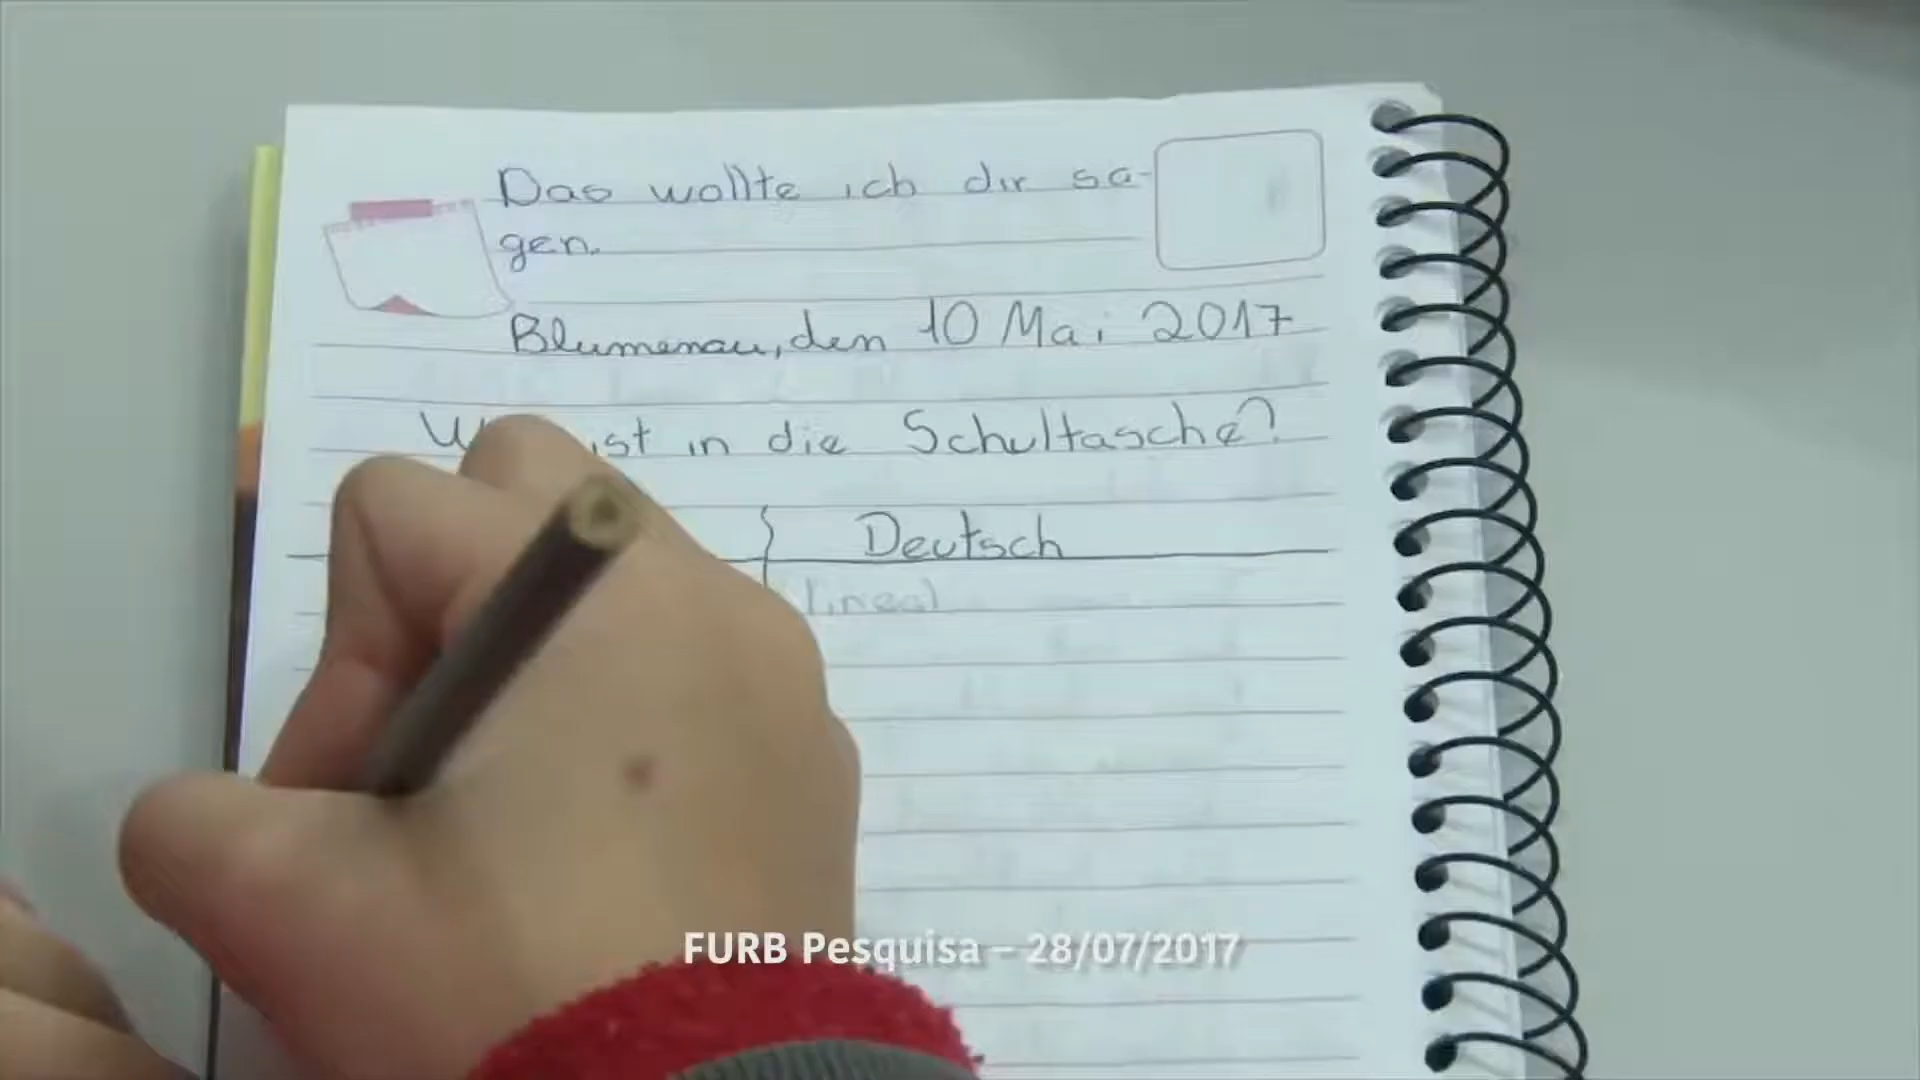 Das wollte ich dir sa-
gen.
Blumenau, den 10 Mai 2017
ist in die Schultasche?
Deutsch
lineal
FURB Pesquisa – 28/07/2017